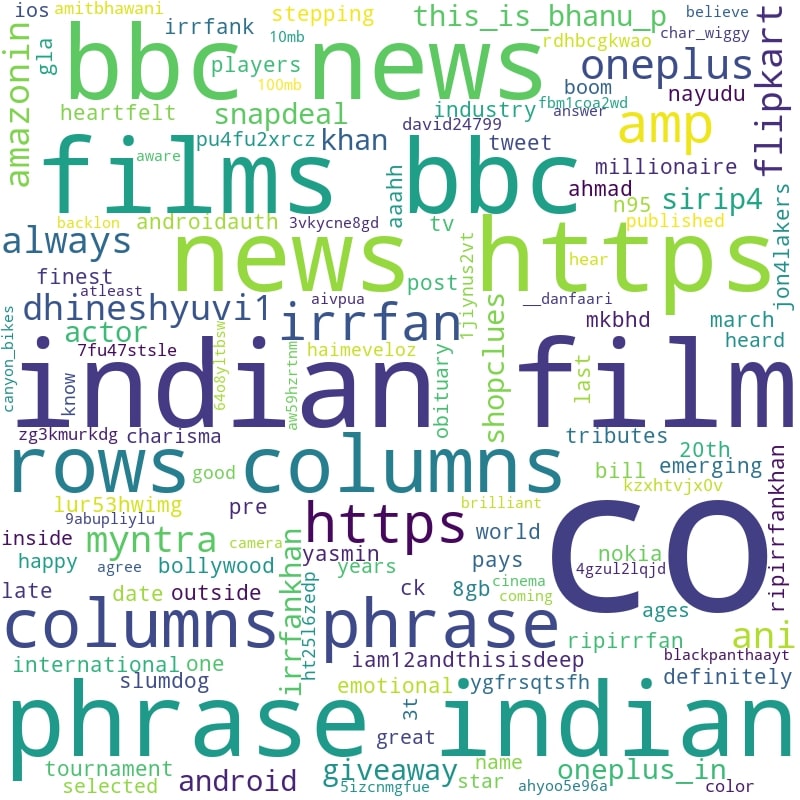 ios amitbhawani stepping this_is_bhanu_p believe
irrfank 10mb char_wiggy
bbc news
gla players rdhbcgkwao
amazonin 100mb oneplus flipkart
heartfelt snapdeal industry boom nayudu
fbm1coa2wd
pu4fu2xrcz khan david24799 answer amp
aware tweet millionaire
films bbc
aaahh ahmad
n95 sirip4
backlon androidauth 3vkycne8gd tv published jon4lakers
always news https
finest hear
atleast aivpua post 1jiynus2vt __danfaari
dhineshyuvi1 irrfan shopclues mkbhd march
actor heard
canyon_bikes 7fu47stsle 64o8yltbsw haimeveloz obituary last
know aw59hzrtnm
indian film
zg3kmurkdg charisma tributes 20th
rows columns good bill emerging
kzxhtvjx0v
lur53hwimg pre brilliant
9abupliylu https co
inside myntra camera world nokia
happy agree bollywood irrfankhan yasmin years pays 4gzul2lqjd ripirrfankhan
late date outside ht25l6zedp ck 8gb cinema
coming ages
columns phrase ripirrfan ani
international one iam12andthisisdeep blackpanthaayt
slumdog emotional ygfrsqtsfh definitely
3t
phrase indian
great
tournament giveaway name oneplus_in
selected android 5izcnmgfue star ahyoo5e96a color